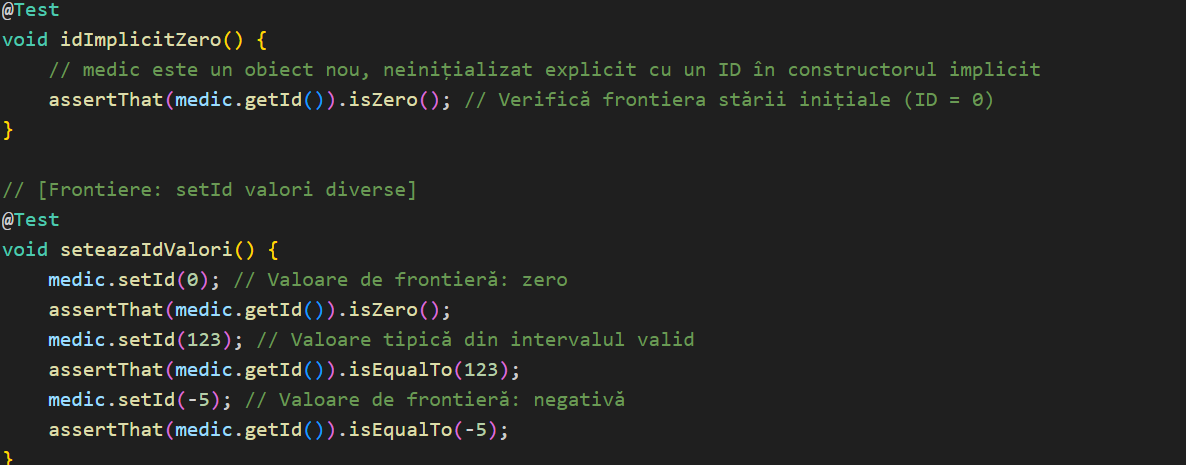 @Test
void idImplicitZero() {
    // medic este un obiect nou, neinițializat explicit cu un ID în constructorul implicit
    assertThat(medic.getId()).isZero(); // Verifică frontiera stării inițiale (ID = 0)
}

// [Frontiere: setId valori diverse]
@Test
void seteazaIdValori() {
    medic.setId(0); // Valoare de frontieră: zero
    assertThat(medic.getId()).isZero();
    medic.setId(123); // Valoare tipică din intervalul valid
    assertThat(medic.getId()).isEqualTo(123);
    medic.setId(-5); // Valoare de frontieră: negativă
    assertThat(medic.getId()).isEqualTo(-5);
}